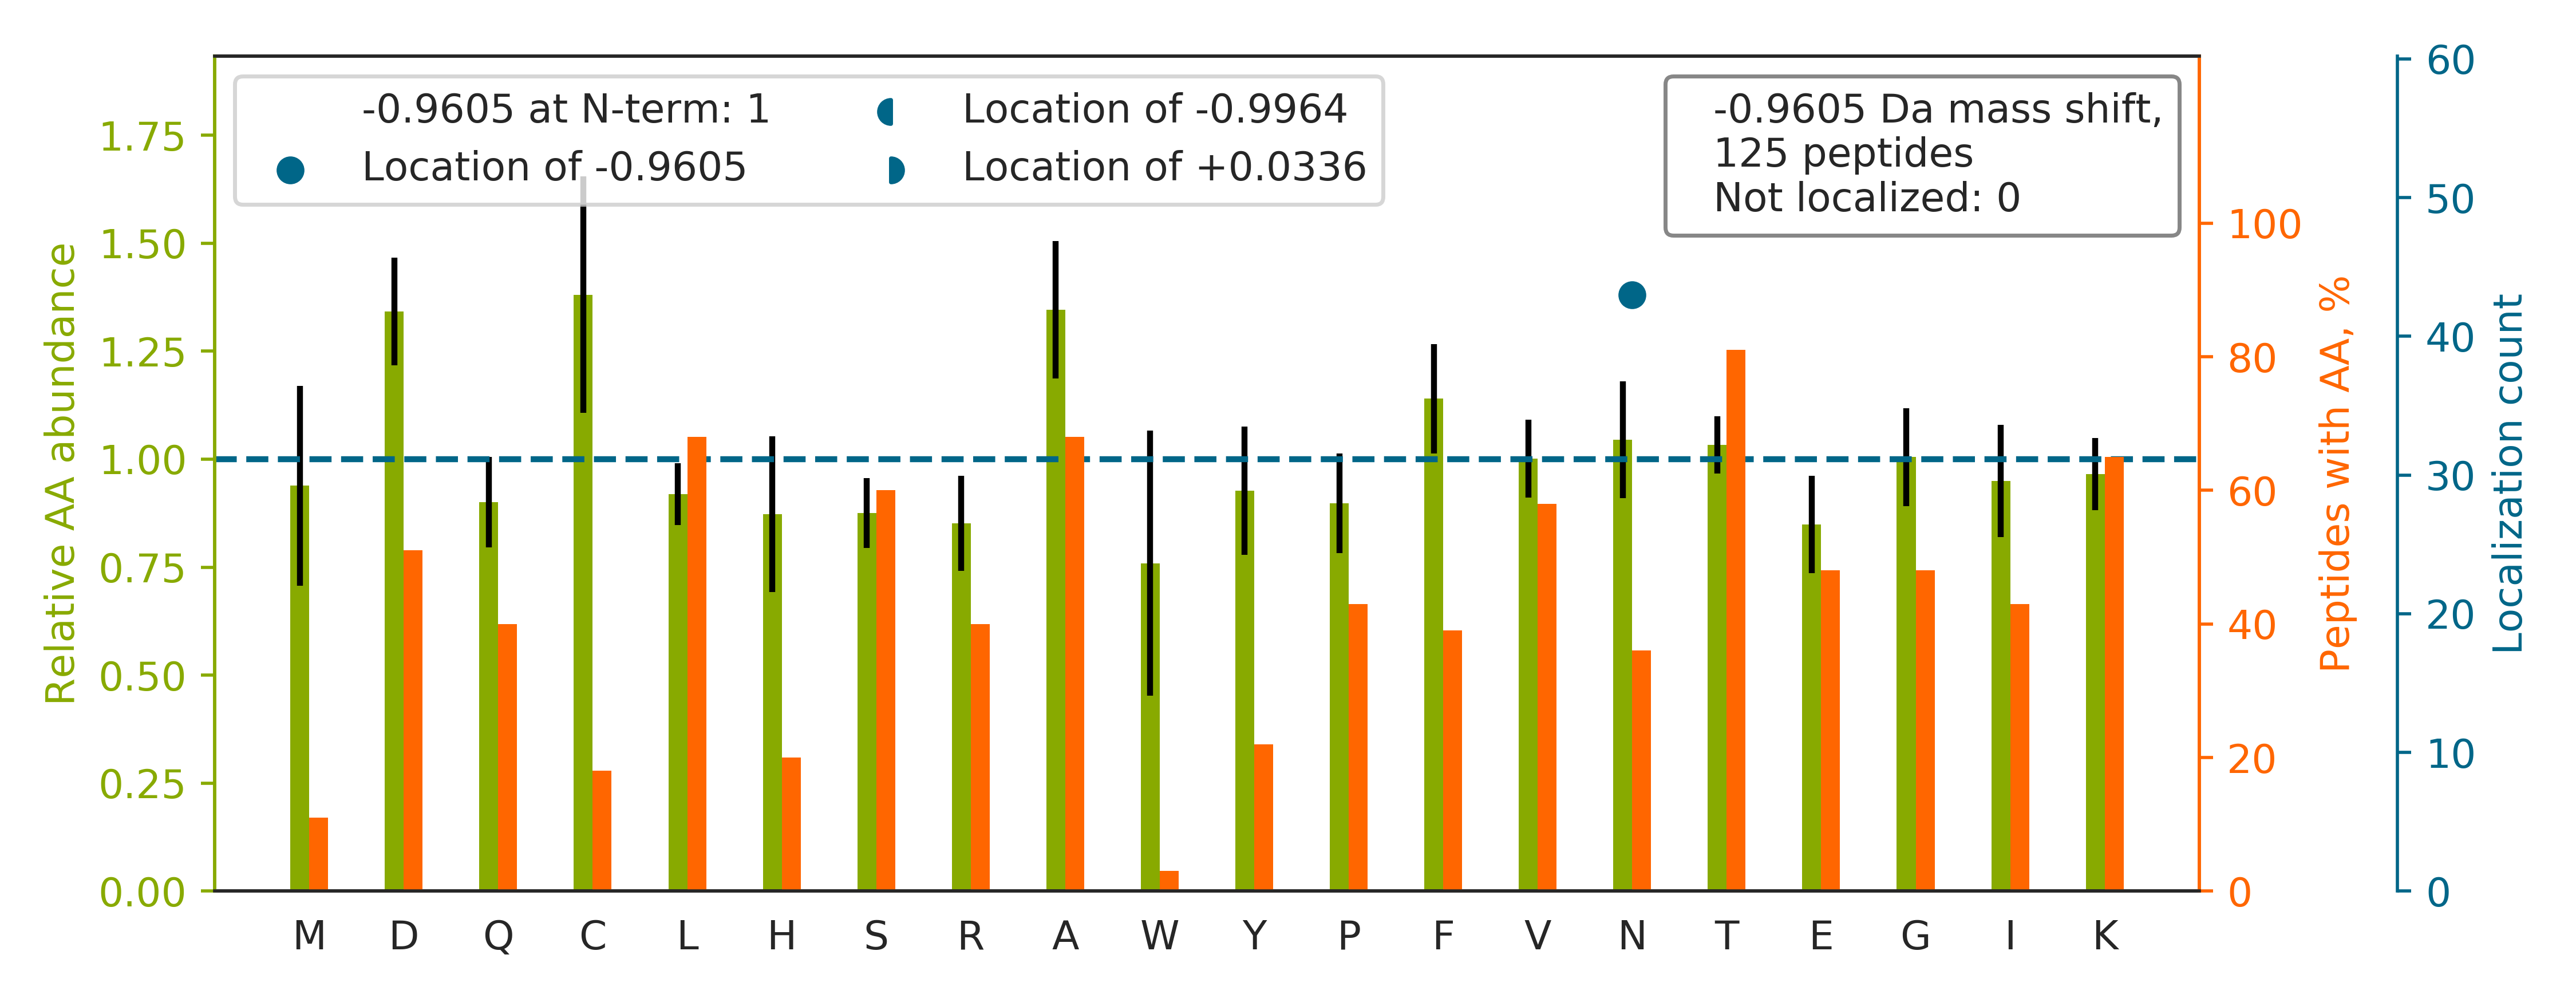 -0.9605 at N-term: 1
Location of -0.9605
Location of -0.9964
Location of +0.0336
-0.9605 Da mass shift,
125 peptides
Not localized: 0
Relative AA abundance
1.75
1.50
1.25
1.00
0.75
0.50
0.25
0.00
M D Q C L H S R A W Y P F V N T E G I K
100
80
60
40
20
0
Peptides with AA, %
60
50
40
30
20
10
0
Localization count